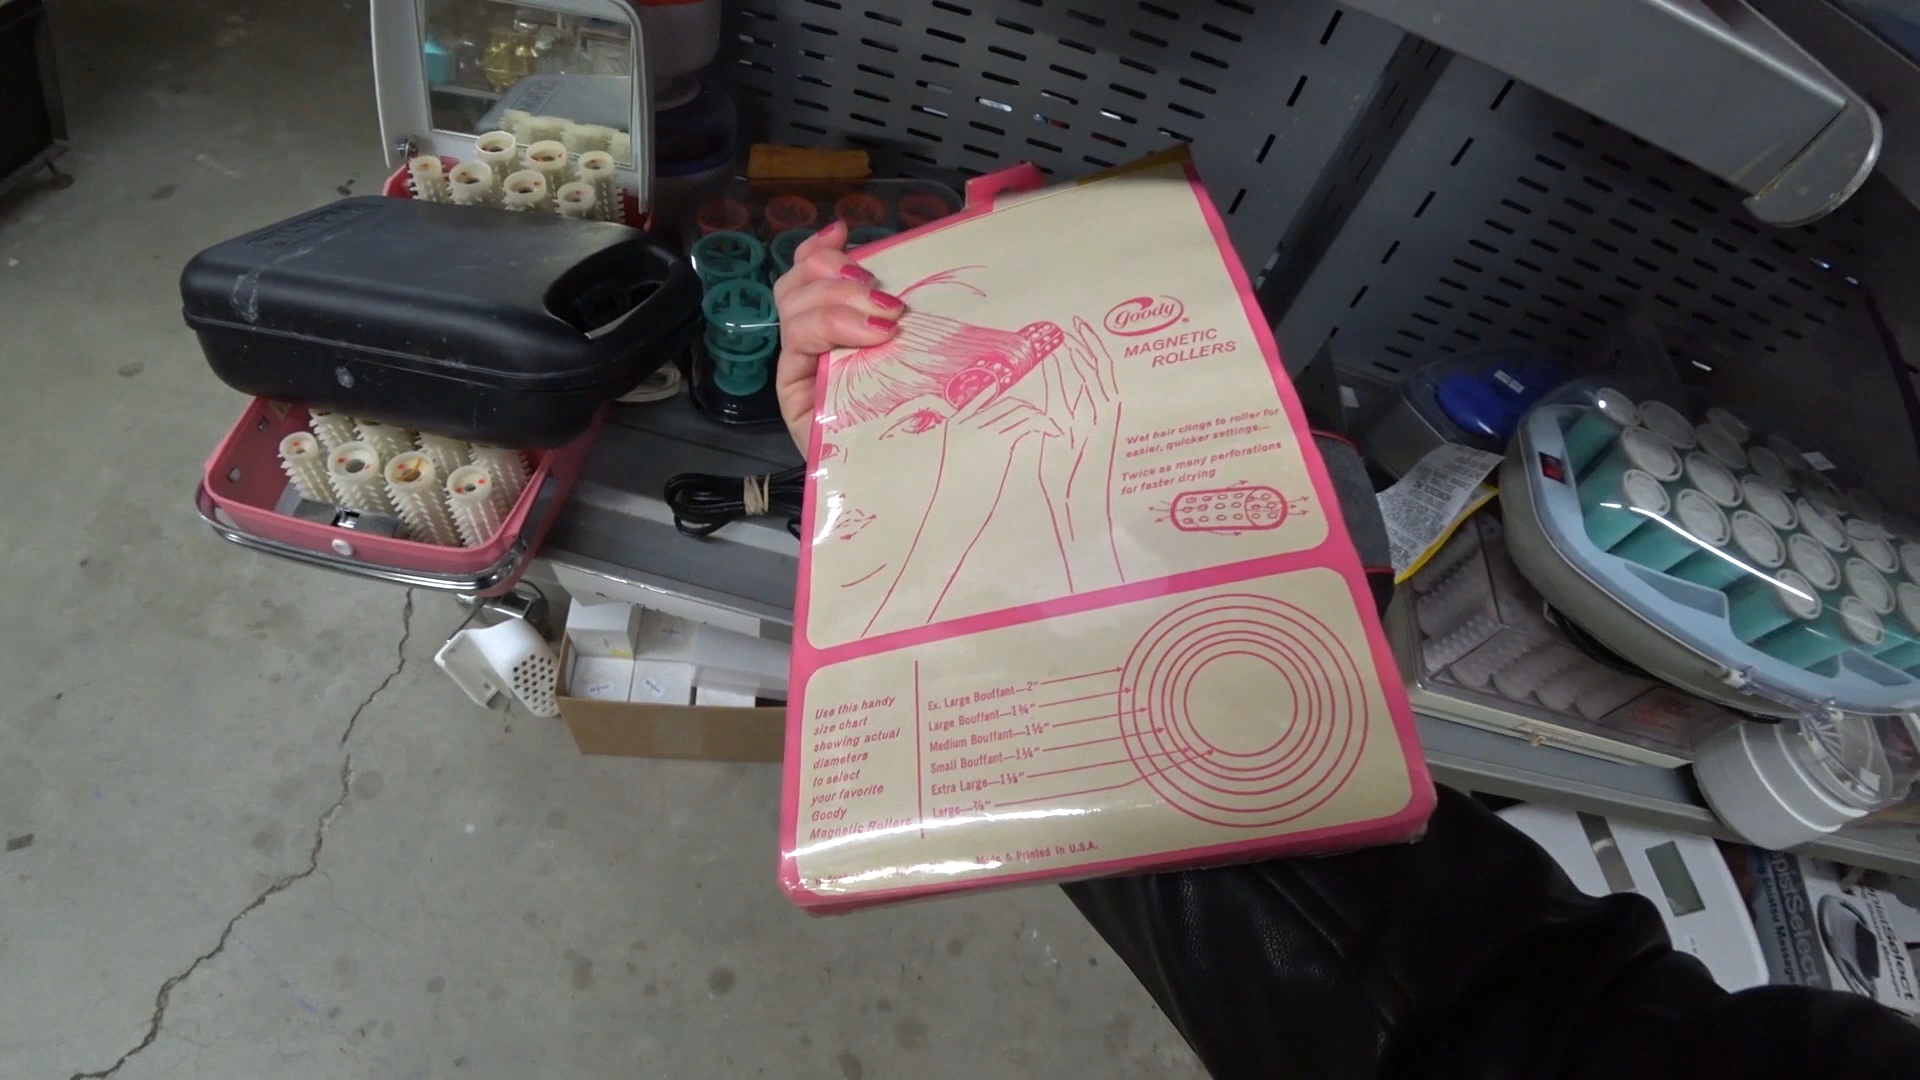 goody®
MAGNETIC
ROLLERS
Wet hair clings to roller for
easier, quicker settings...
Twice as many perforations
for faster drying
Use this handy
size chart
showing actual
diameters
to select
your favorite
Goody
Magnetic Rollers
Ex. Large Bouffant—2"
Large Bouffant—1¾"
Medium Bouffant—1½"
Small Bouffant—1¼"
Extra Large—1⅛"
Large—⅞"
Made & Printed in U.S.A.